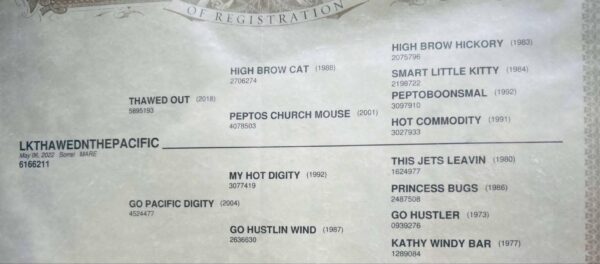 OF REGISTRATION
HIGH BROW HICKORY (1983)
2075796
HIGH BROW CAT (1988)
2706274
SMART LITTLE KITTY (1984)
2198722
THAWED OUT (2018)
5895193
PEPTOBOONSMAL (1992)
3097910
PEPTOS CHURCH MOUSE (2001)
4078503
HOT COMMODITY (1991)
3027933
LKTHAWEDNTHEPACIFIC
May 06, 2022 Sorrel MARE
6166211
THIS JETS LEAVIN (1980)
1624977
MY HOT DIGITY (1992)
3077419
PRINCESS BUGS (1986)
2487508
GO PACIFIC DIGITY (2004)
4524477
GO HUSTLER (1973)
0939276
GO HUSTLIN WIND (1987)
2636630
KATHY WINDY BAR (1977)
1289084